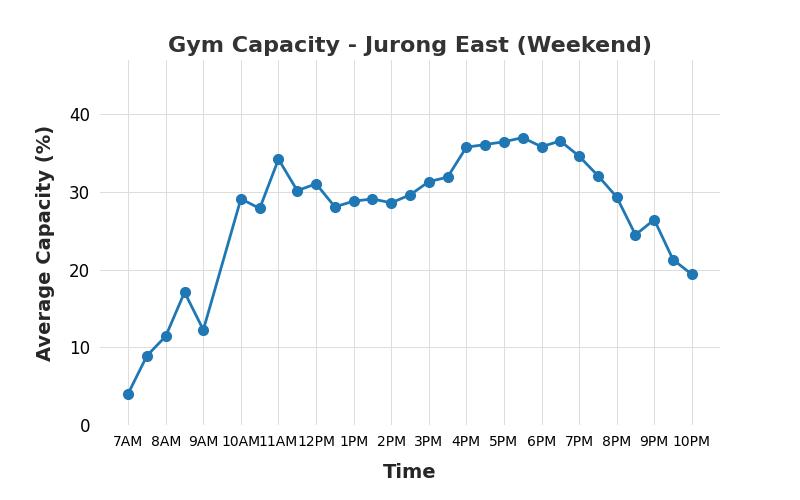 Gym Capacity - Jurong East (Weekend)
Average Capacity (%)
40
30
20
10
0
7AM 8AM 9AM 10AM 11AM 12PM 1PM 2PM 3PM 4PM 5PM 6PM 7PM 8PM 9PM 10PM
Time